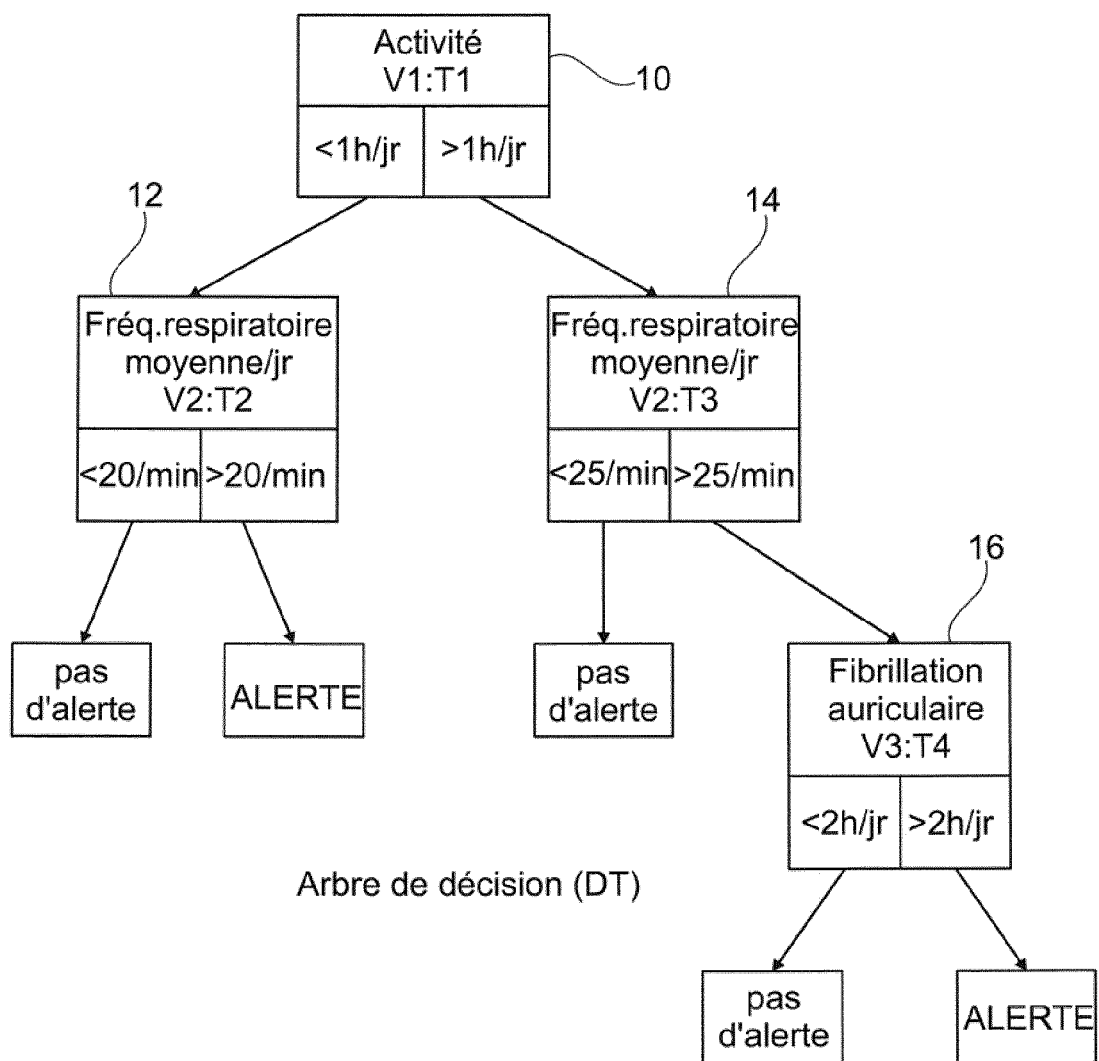 Activité
V1:T1
10
<1h/jr >1h/jr
12
14
Fréq.respiratoire
moyenne/jr
V2:T2
<20/min >20/min
Fréq.respiratoire
moyenne/jr
V2:T3
<25/min >25/min
16
pas
d'alerte
ALERTE
pas
d'alerte
Fibrillation
auriculaire
V3:T4
<2h/jr >2h/jr
Arbre de décision (DT)
pas
d'alerte
ALERTE